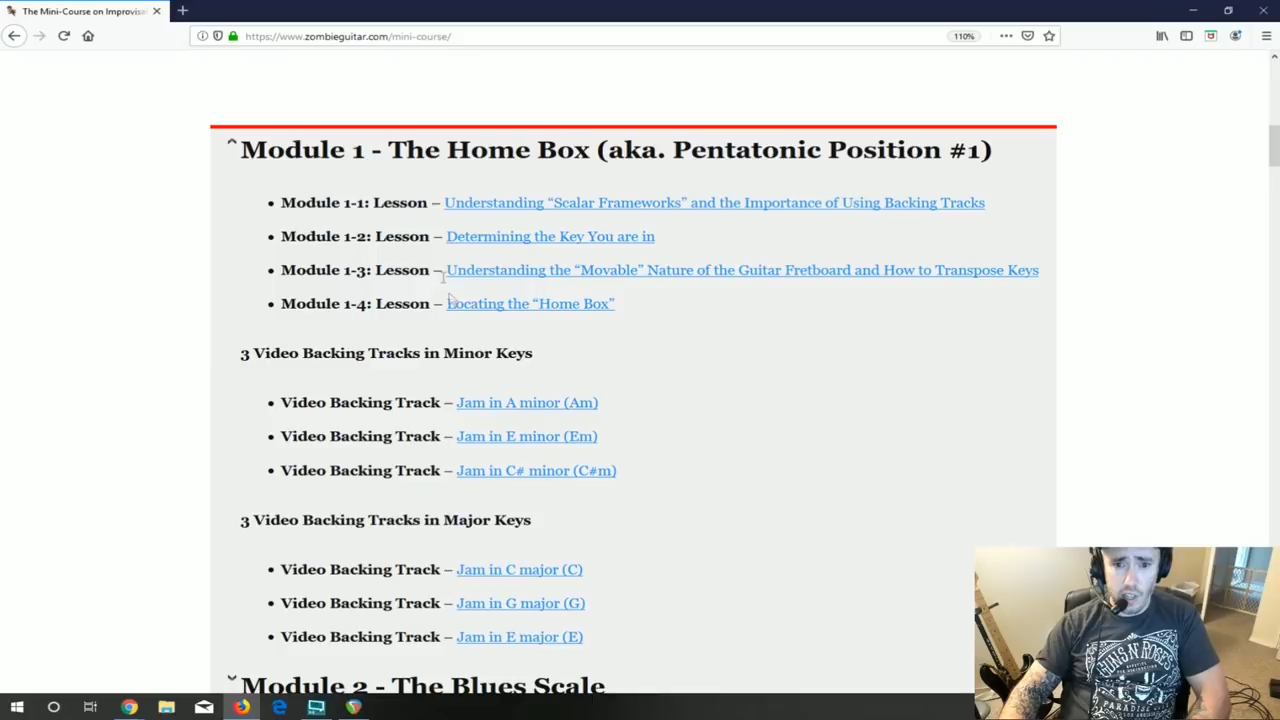 The Mini-Course on Improvisa
https://www.zombieguitar.com/mini-course/
110%
Module 1 - The Home Box (aka. Pentatonic Position #1)
• Module 1-1: Lesson – Understanding “Scalar Frameworks” and the Importance of Using Backing Tracks
• Module 1-2: Lesson – Determining the Key You are in
• Module 1-3: Lesson – Understanding the “Movable” Nature of the Guitar Fretboard and How to Transpose Keys
• Module 1-4: Lesson – Locating the “Home Box”
3 Video Backing Tracks in Minor Keys
• Video Backing Track – Jam in A minor (Am)
• Video Backing Track – Jam in E minor (Em)
• Video Backing Track – Jam in C# minor (C#m)
3 Video Backing Tracks in Major Keys
• Video Backing Track – Jam in C major (C)
• Video Backing Track – Jam in G major (G)
• Video Backing Track – Jam in E major (E)
Module 2 - The Blues Scale
GUNS N' ROSES
PARADISE